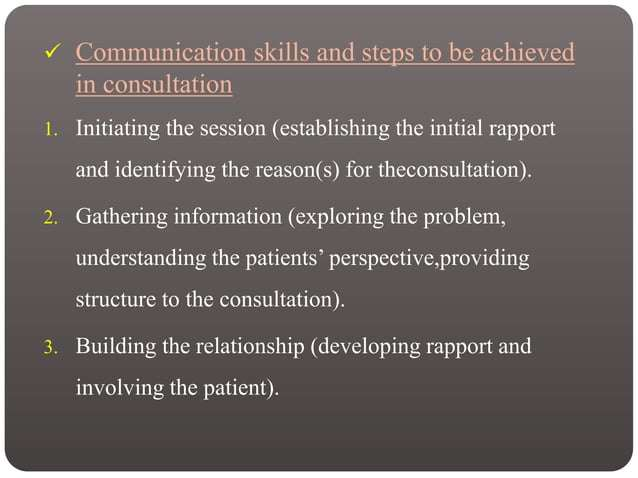 ✓ Communication skills and steps to be achieved
in consultation
1. Initiating the session (establishing the initial rapport
and identifying the reason(s) for theconsultation).
2. Gathering information (exploring the problem,
understanding the patients’ perspective,providing
structure to the consultation).
3. Building the relationship (developing rapport and
involving the patient).